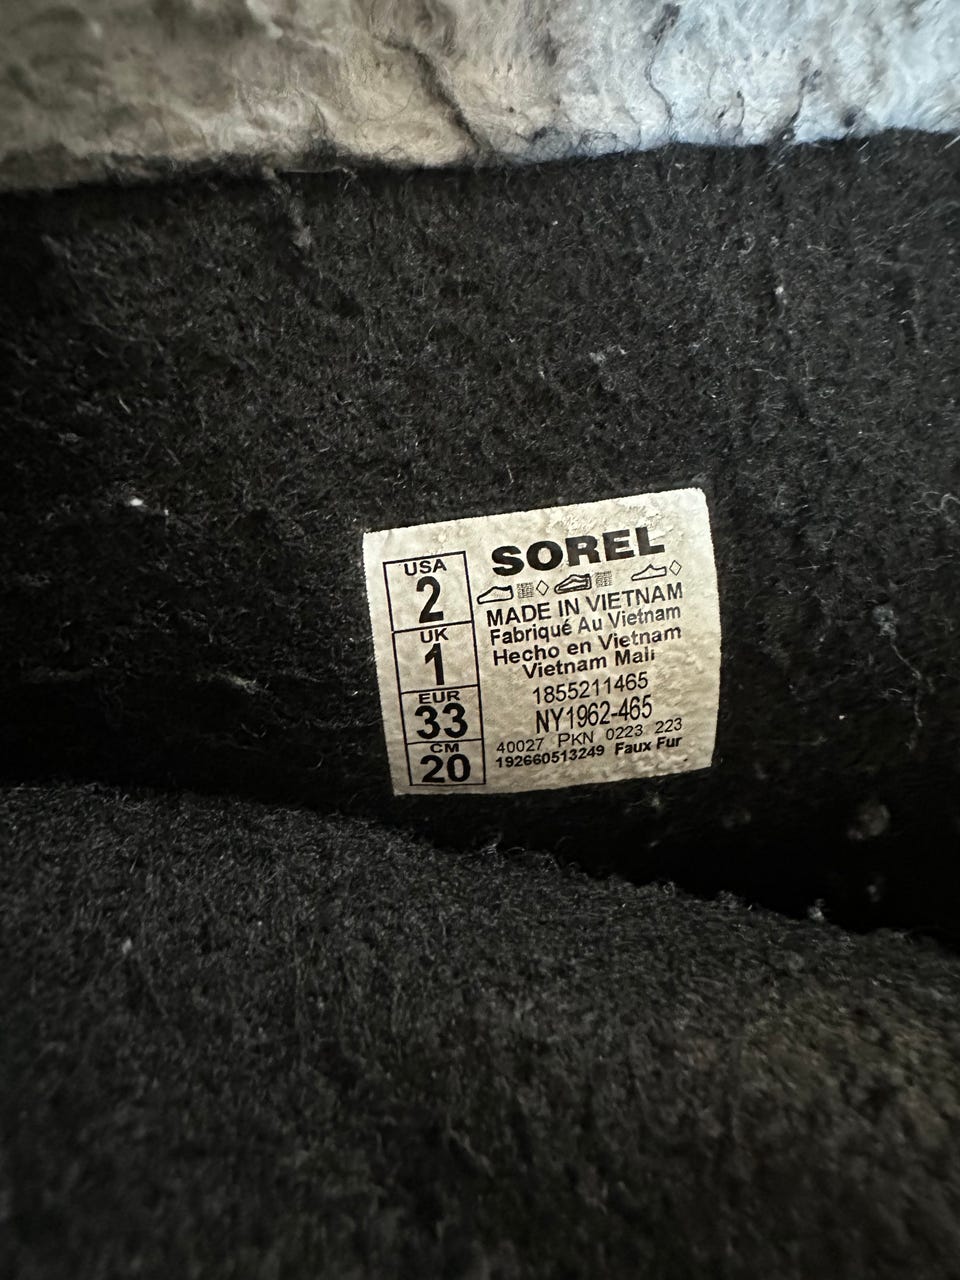 USA
2
UK
1
EUR
33
CM
20
SOREL
MADE IN VIETNAM
Fabriqué Au Vietnam
Hecho en Vietnam
Vietnam Mali
1855211465
NY1962-465
40027 PKN 0223 223
192660513249 Faux Fur